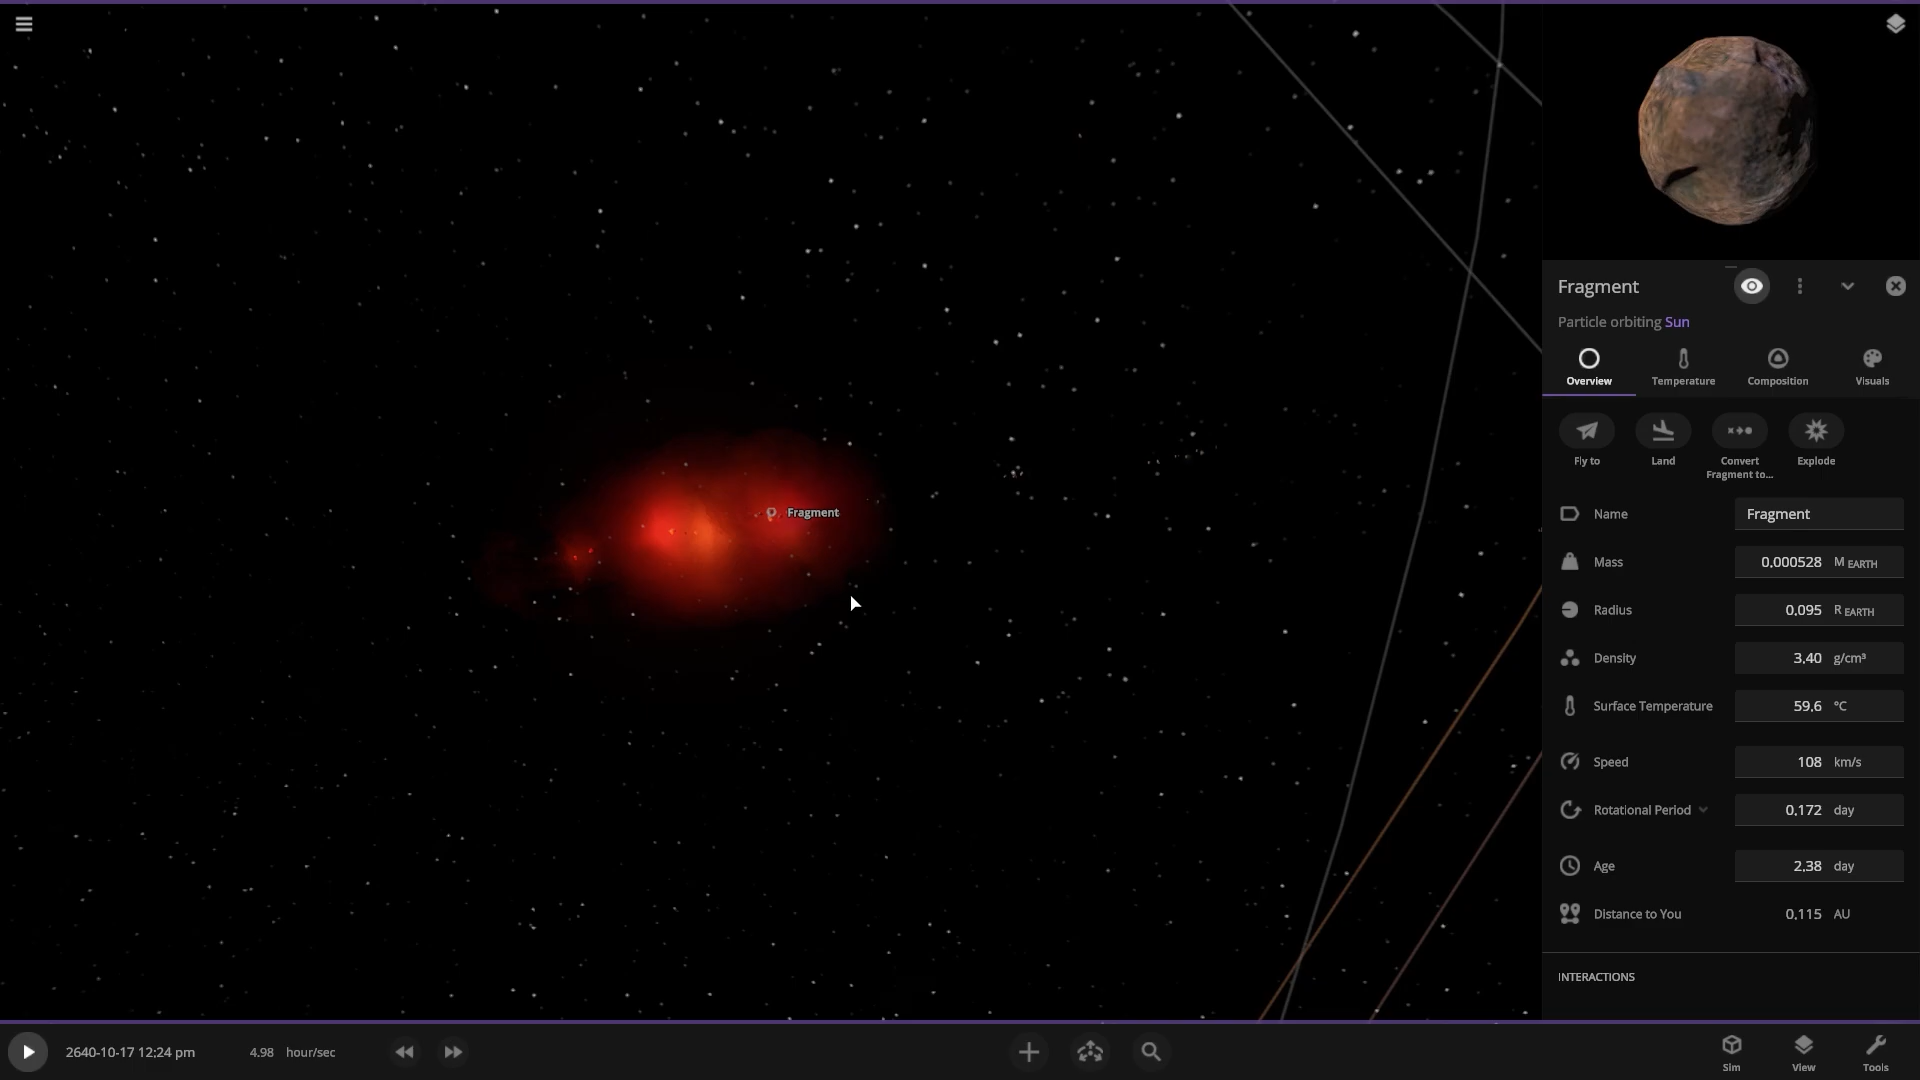 Fragment
Fragment
Particle orbiting Sun
Overview
Temperature
Composition
Visuals
Fly to
Land
Convert
Fragment to...
Explode
Name Fragment
Mass 0,000528 M EARTH
Radius 0,095 R EARTH
Density 3,40 g/cm³
Surface Temperature 59,6 °C
Speed 108 km/s
Rotational Period 0,172 day
Age 2,38 day
Distance to You 0,115 AU
INTERACTIONS
2640-10-17 12:24 pm
4.98 hour/sec
Sim
View
Tools